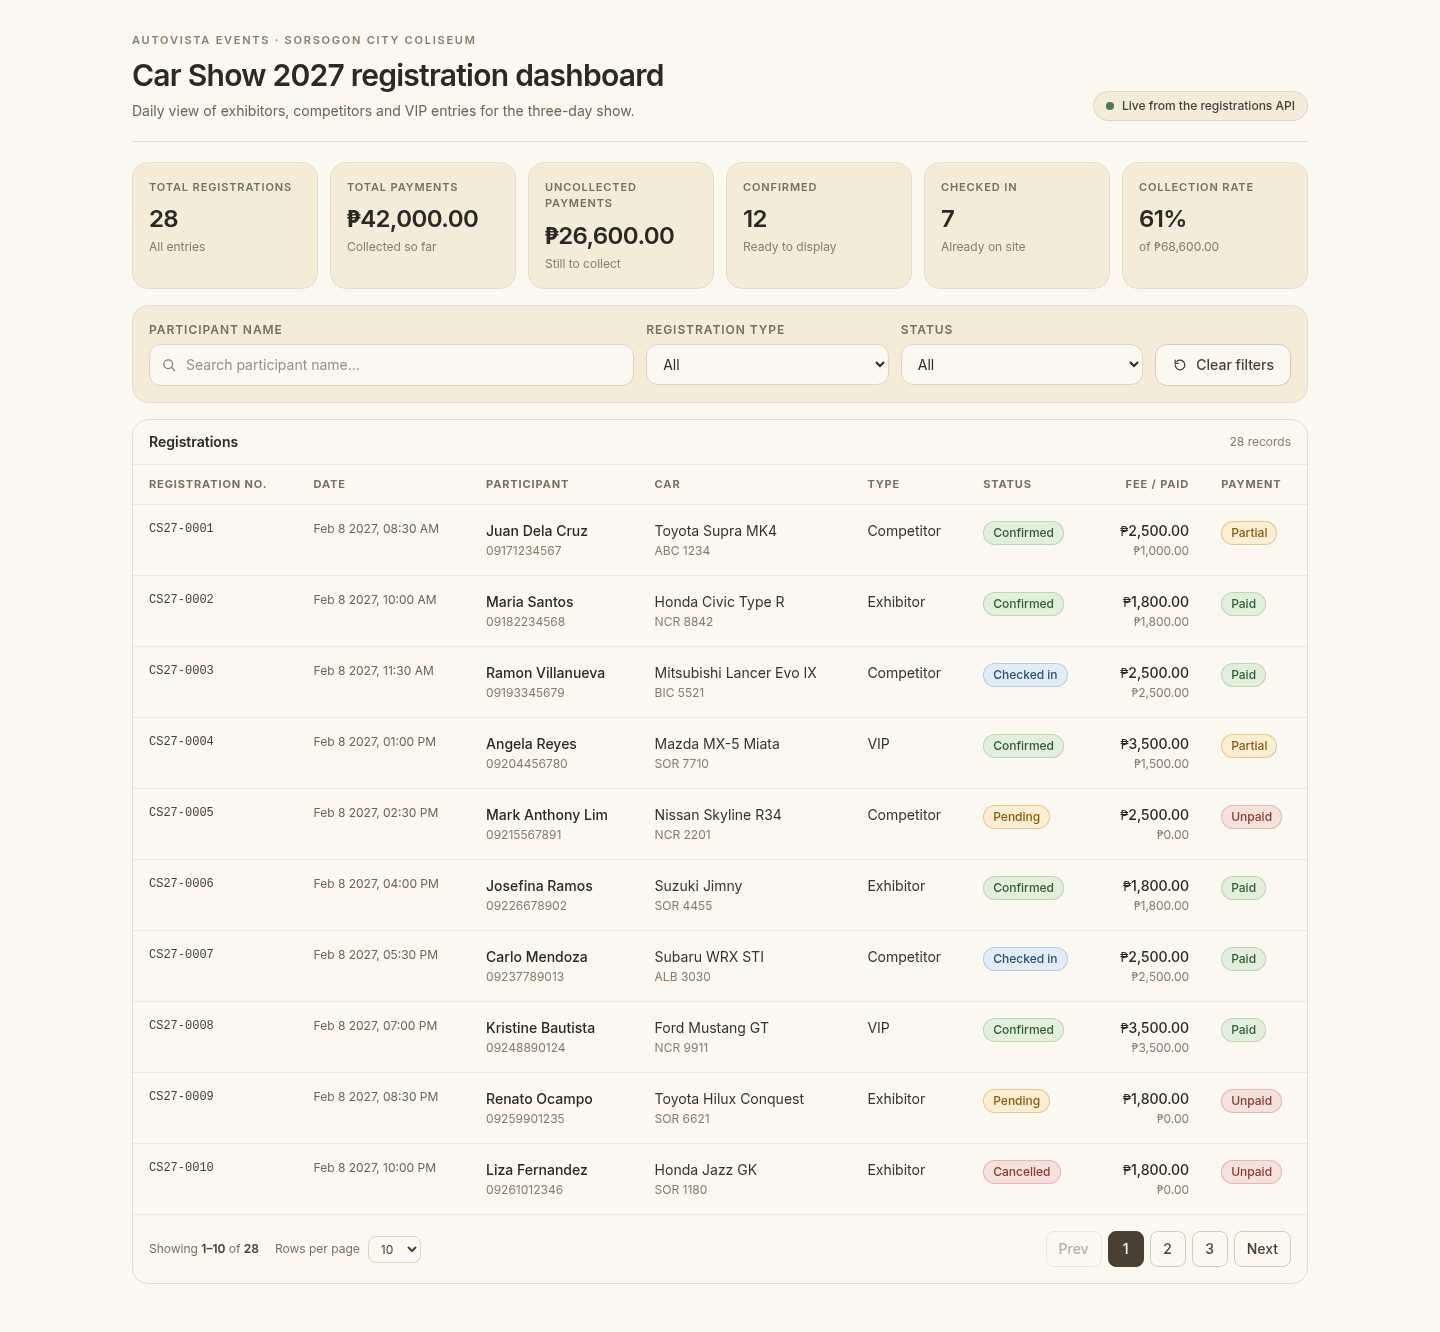 AUTOVISTA EVENTS · SORSOGON CITY COLISEUM
Car Show 2027 registration dashboard
Daily view of exhibitors, competitors and VIP entries for the three-day show.
Live from the registrations API
TOTAL REGISTRATIONS
28
All entries
TOTAL PAYMENTS
₱42,000.00
Collected so far
UNCOLLECTED
PAYMENTS
₱26,600.00
Still to collect
CONFIRMED
12
Ready to display
CHECKED IN
7
Already on site
COLLECTION RATE
61%
of ₱68,600.00
PARTICIPANT NAME
Search participant name...
REGISTRATION TYPE
All
STATUS
All
Clear filters
Registrations
28 records
REGISTRATION NO. DATE PARTICIPANT CAR TYPE STATUS FEE / PAID PAYMENT
CS27-0001 Feb 8 2027, 08:30 AM Juan Dela Cruz Toyota Supra MK4 Competitor Confirmed ₱2,500.00 Partial
09171234567 ABC 1234 ₱1,000.00
CS27-0002 Feb 8 2027, 10:00 AM Maria Santos Honda Civic Type R Exhibitor Confirmed ₱1,800.00 Paid
09182234568 NCR 8842 ₱1,800.00
CS27-0003 Feb 8 2027, 11:30 AM Ramon Villanueva Mitsubishi Lancer Evo IX Competitor Checked in ₱2,500.00 Paid
09193345679 BIC 5521 ₱2,500.00
CS27-0004 Feb 8 2027, 01:00 PM Angela Reyes Mazda MX-5 Miata VIP Confirmed ₱3,500.00 Partial
09204456780 SOR 7710 ₱1,500.00
CS27-0005 Feb 8 2027, 02:30 PM Mark Anthony Lim Nissan Skyline R34 Competitor Pending ₱2,500.00 Unpaid
09215567891 NCR 2201 ₱0.00
CS27-0006 Feb 8 2027, 04:00 PM Josefina Ramos Suzuki Jimny Exhibitor Confirmed ₱1,800.00 Paid
09226678902 SOR 4455 ₱1,800.00
CS27-0007 Feb 8 2027, 05:30 PM Carlo Mendoza Subaru WRX STI Competitor Checked in ₱2,500.00 Paid
09237789013 ALB 3030 ₱2,500.00
CS27-0008 Feb 8 2027, 07:00 PM Kristine Bautista Ford Mustang GT VIP Confirmed ₱3,500.00 Paid
09248890124 NCR 9911 ₱3,500.00
CS27-0009 Feb 8 2027, 08:30 PM Renato Ocampo Toyota Hilux Conquest Exhibitor Pending ₱1,800.00 Unpaid
09259901235 SOR 6621 ₱0.00
CS27-0010 Feb 8 2027, 10:00 PM Liza Fernandez Honda Jazz GK Exhibitor Cancelled ₱1,800.00 Unpaid
09261012346 SOR 1180 ₱0.00
Showing 1–10 of 28 Rows per page 10 Prev 1 2 3 Next